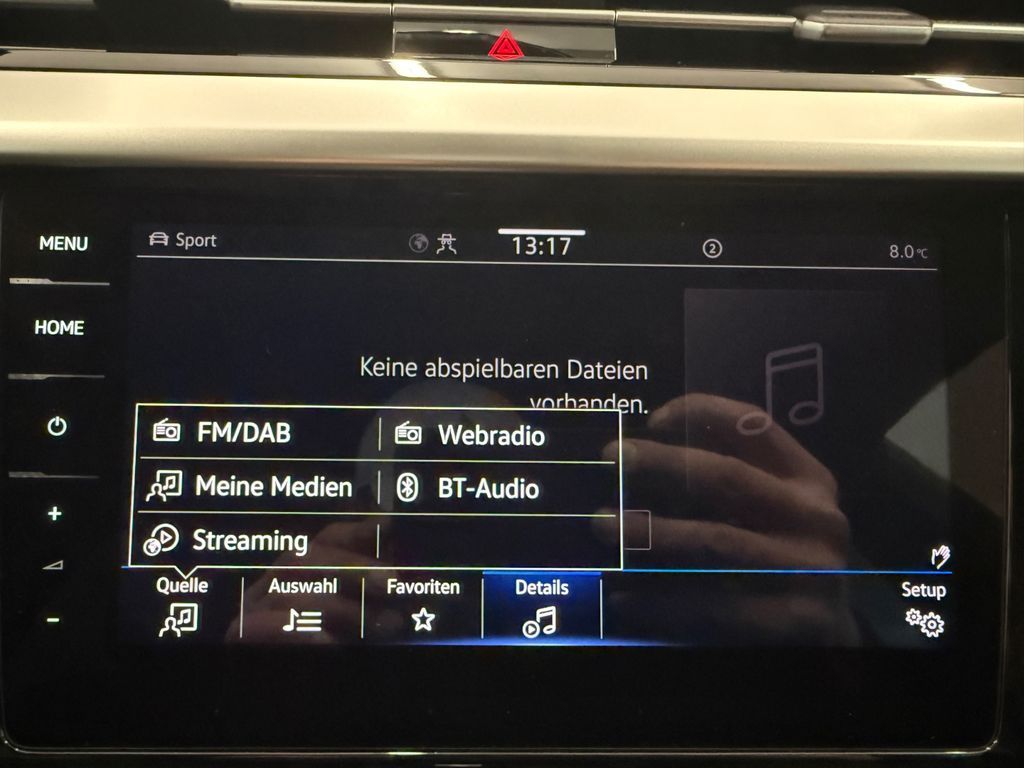 MENU
HOME
Sport
13:17
2
8.0 °C
Keine abspielbaren Dateien
vorhanden.
FM/DAB
Webradio
Meine Medien
BT-Audio
Streaming
Quelle
Auswahl
Favoriten
Details
Setup
+
-